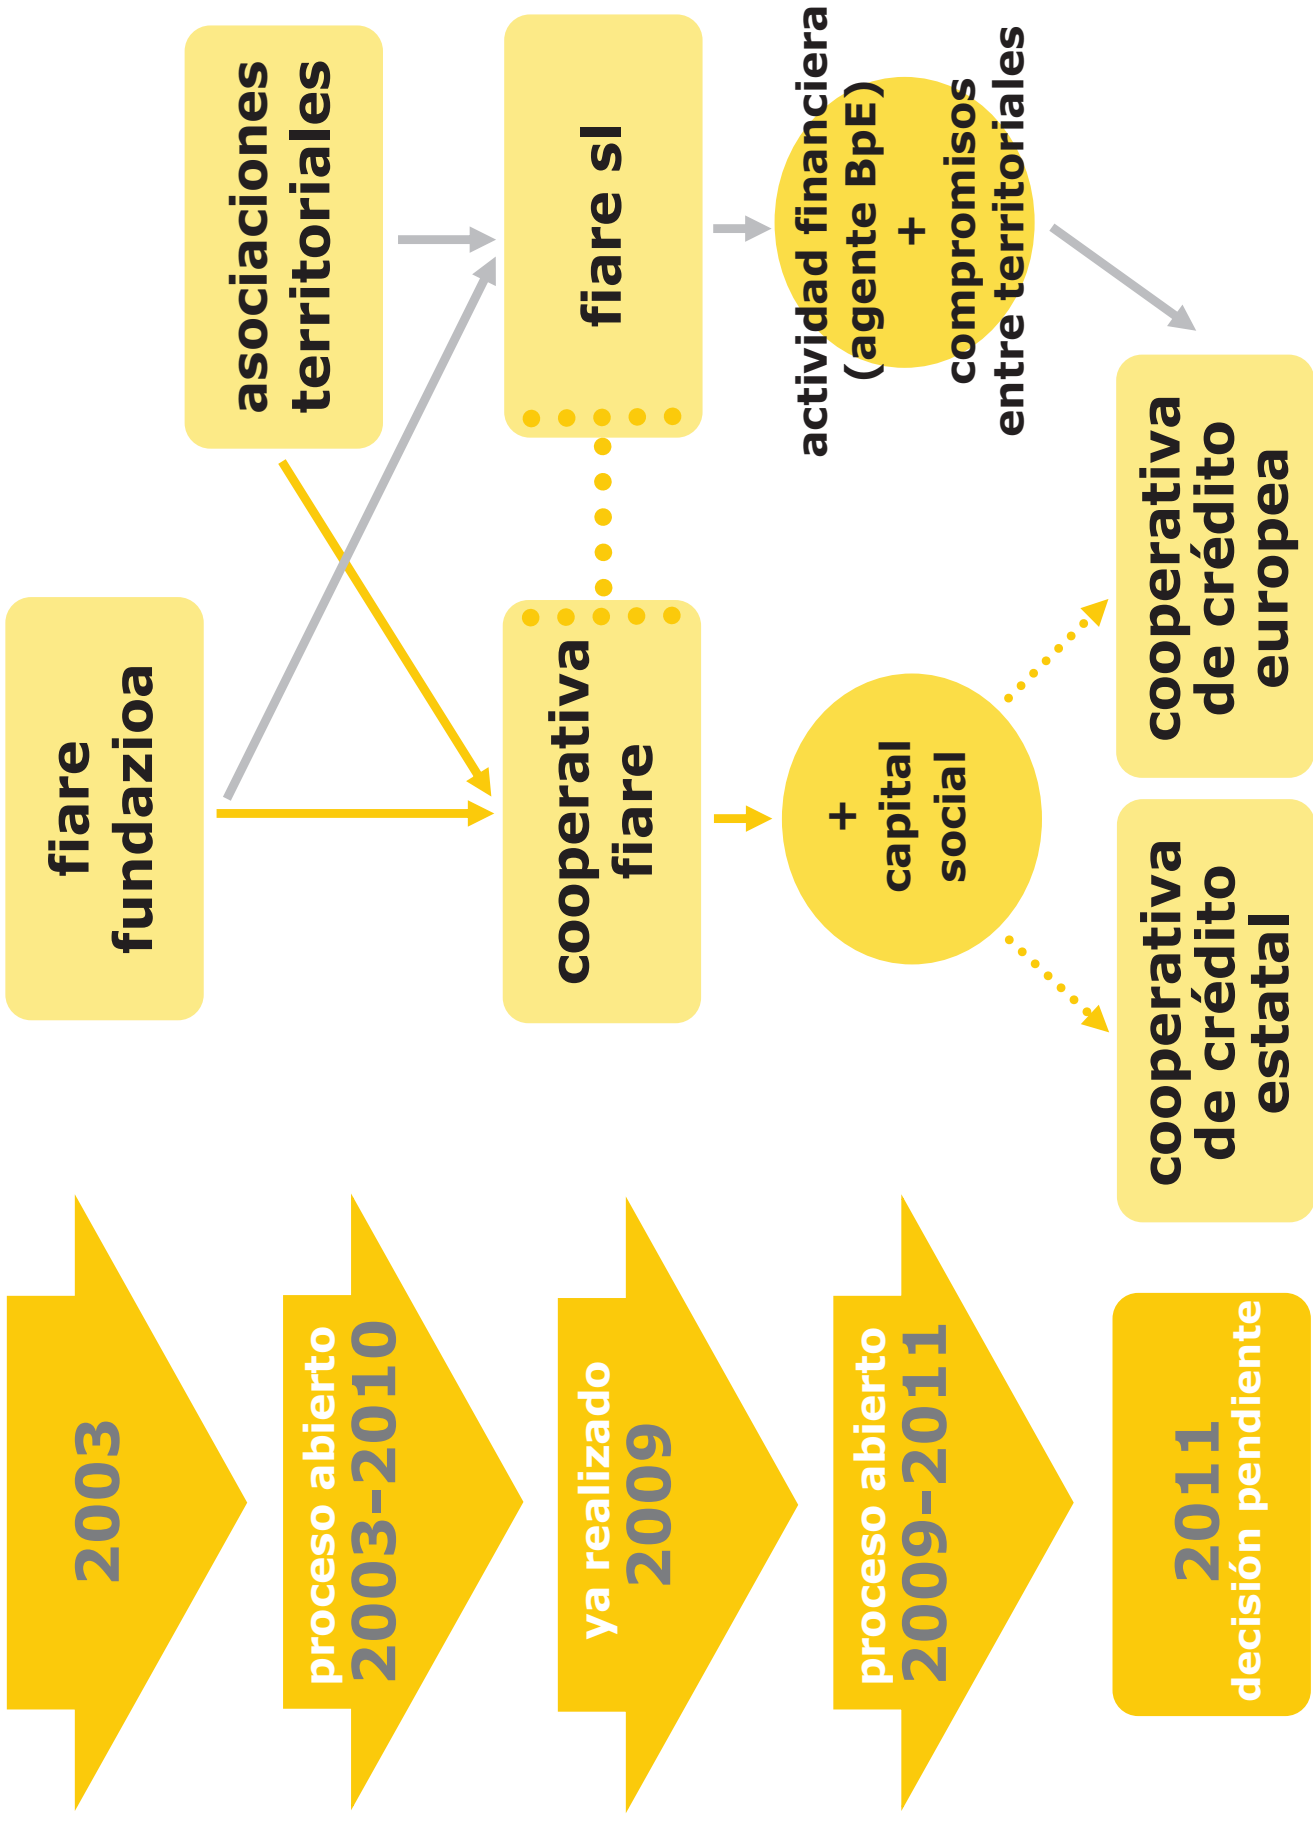 2003
fiare
fundazioa
proceso abierto
2003-2010
asociaciones
territoriales
ya realizado
2009
cooperativa
fiare
fiare sl
proceso abierto
2009-2011
+
capital
social
actividad financiera
(agente BpE)
+
compromisos
entre territoriales
2011
decisión pendiente
cooperativa
de crédito
estatal
cooperativa
de crédito
europea